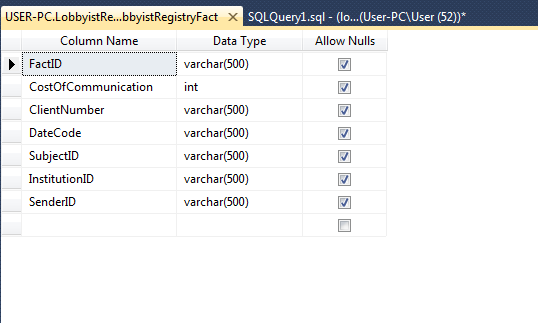 USER-PC.LobbyistRe...bbyistRegistryFact SQLQuery1.sql - (lo...(User-PC\User (52))*
Column Name Data Type Allow Nulls
FactID varchar(500)
CostOfCommunication int
ClientNumber varchar(500)
DateCode varchar(500)
SubjectID varchar(500)
InstitutionID varchar(500)
SenderID varchar(500)